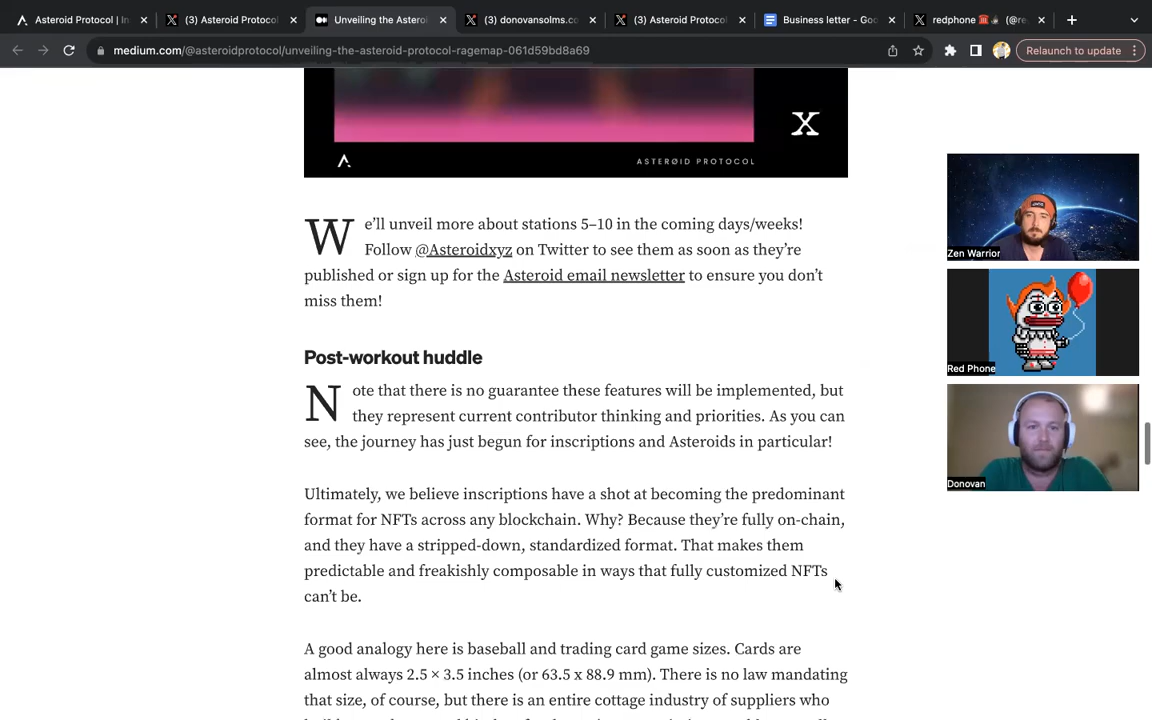 Asteroid Protocol | In
(3) Asteroid Protocol
Unveiling the Asteroi
(3) donovansolms.co
(3) Asteroid Protocol
Business letter - Goo
redphone (@re
medium.com/@asteroidprotocol/unveiling-the-asteroid-protocol-ragemap-061d59bd8a69
Relaunch to update
X
ASTERØID PROTOCOL
We'll unveil more about stations 5–10 in the coming days/weeks!
Follow @Asteroidxyz on Twitter to see them as soon as they're
published or sign up for the Asteroid email newsletter to ensure you don't
miss them!
Post-workout huddle
Note that there is no guarantee these features will be implemented, but
they represent current contributor thinking and priorities. As you can
see, the journey has just begun for inscriptions and Asteroids in particular!
Ultimately, we believe inscriptions have a shot at becoming the predominant
format for NFTs across any blockchain. Why? Because they're fully on-chain,
and they have a stripped-down, standardized format. That makes them
predictable and freakishly composable in ways that fully customized NFTs
can't be.
A good analogy here is baseball and trading card game sizes. Cards are
almost always 2.5 × 3.5 inches (or 63.5 x 88.9 mm). There is no law mandating
that size, of course, but there is an entire cottage industry of suppliers who
Zen Warrior
Red Phone
Donovan